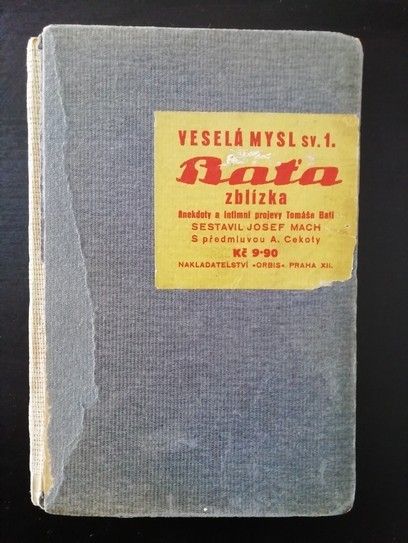 VESELÁ MYSL sv. 1.
Baťa
zblízka
Anekdoty a intimní projevy Tomáše Bati
SESTAVIL JOSEF MACH
S předmluvou A. Cekoty
Kč 9·90
NAKLADATELSTVÍ »ORBIS« PRAHA XII.